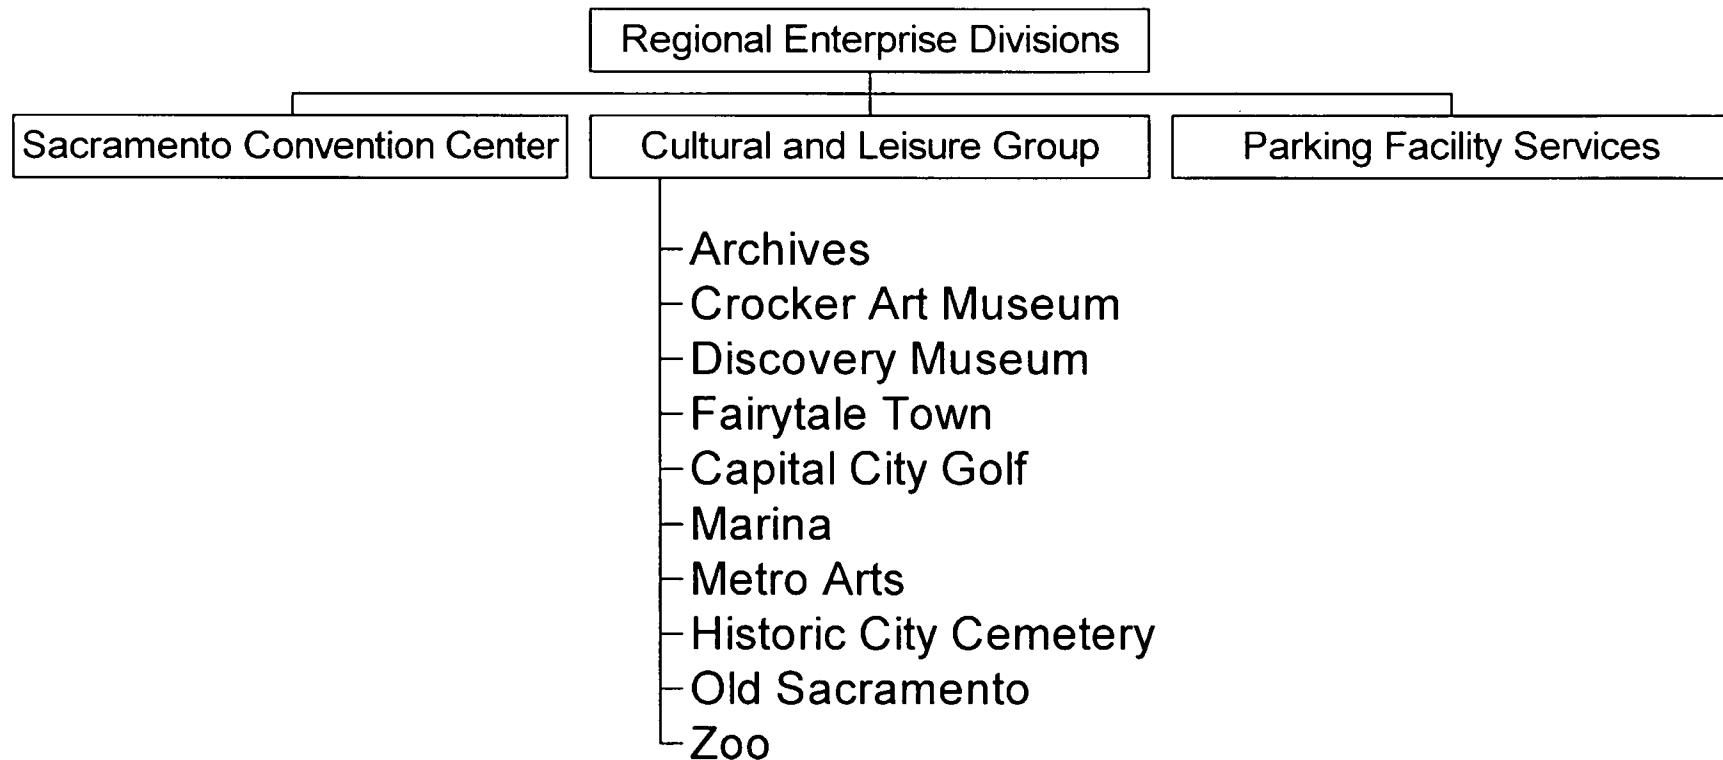 Regional Enterprise Divisions
Sacramento Convention Center
Cultural and Leisure Group
Parking Facility Services
Archives
Crocker Art Museum
Discovery Museum
Fairytale Town
Capital City Golf
Marina
Metro Arts
Historic City Cemetery
Old Sacramento
Zoo